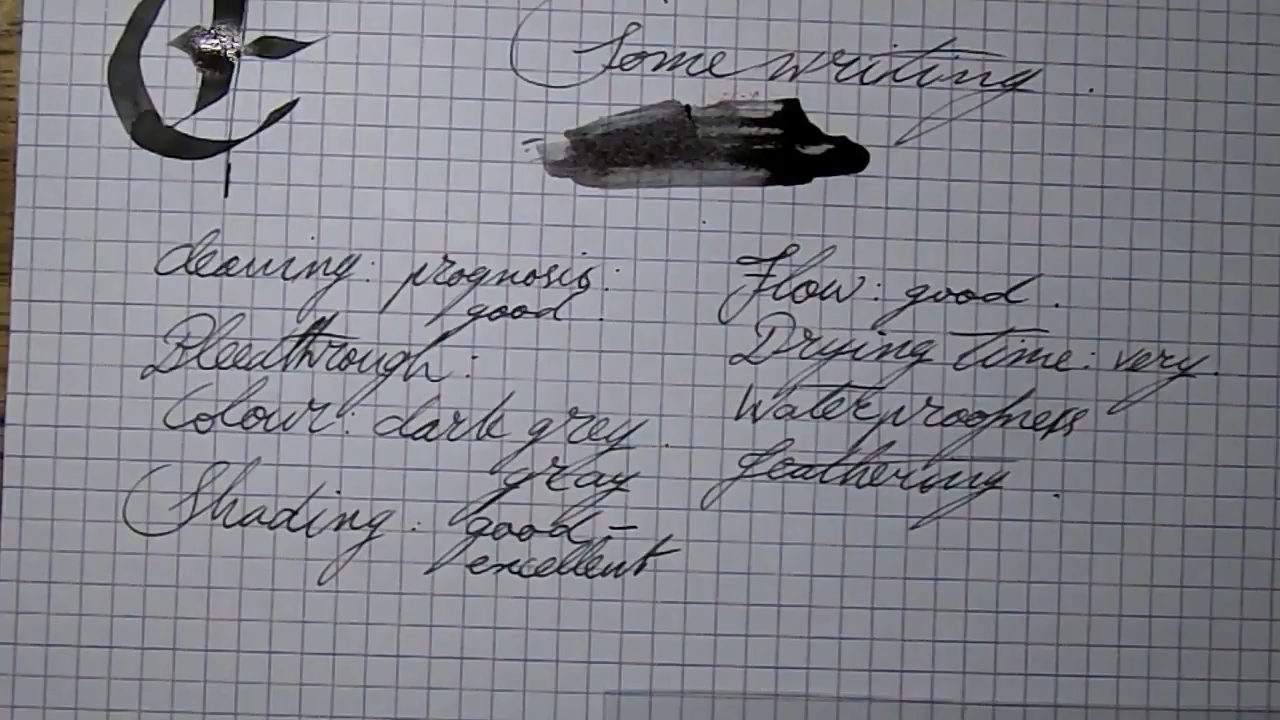 Some writing.
Cleaning: prognosis:
good.
Bleedthrough:
Colour: dark grey.
gray
Shading: good -
excellent
Flow: good.
Drying Time: very.
Waterproofness
feathering.